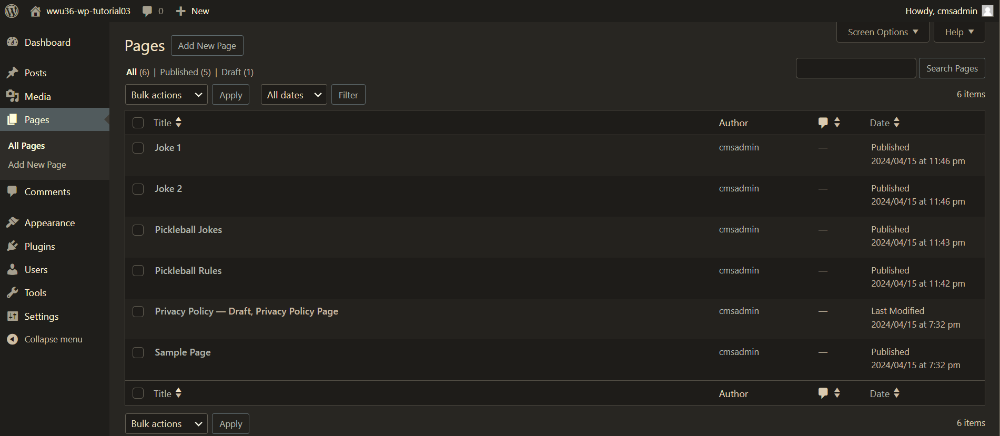 wwu36-wp-tutorial03 0 New Howdy, cmsadmin
Dashboard
Posts
Media
Pages
All Pages
Add New Page
Comments
Appearance
Plugins
Users
Tools
Settings
Collapse menu
Screen Options Help
Pages Add New Page
All (6) | Published (5) | Draft (1)
Search Pages
Bulk actions Apply All dates Filter 6 items
Title Author Date
Joke 1 cmsadmin — Published
2024/04/15 at 11:46 pm
Joke 2 cmsadmin — Published
2024/04/15 at 11:46 pm
Pickleball Jokes cmsadmin — Published
2024/04/15 at 11:43 pm
Pickleball Rules cmsadmin — Published
2024/04/15 at 11:42 pm
Privacy Policy — Draft, Privacy Policy Page cmsadmin — Last Modified
2024/04/15 at 7:32 pm
Sample Page cmsadmin — Published
2024/04/15 at 7:32 pm
Title Author Date
Bulk actions Apply 6 items